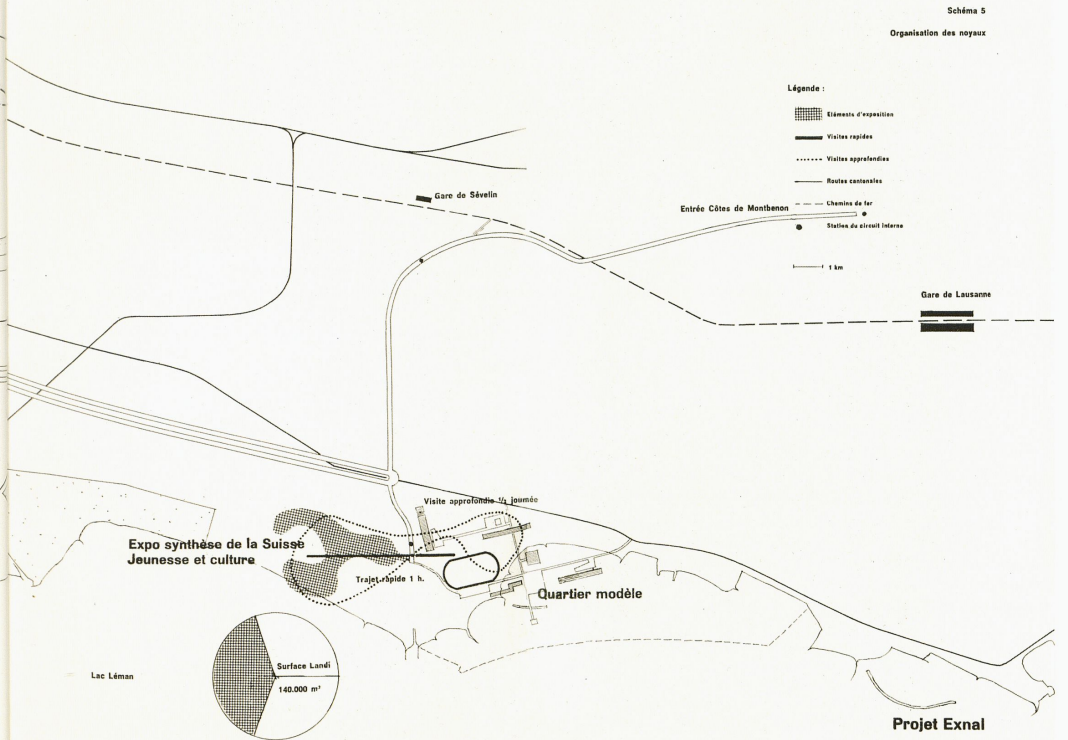 Schéma 5
Organisation des noyaux
Légende :
Eléments d'exposition
Visites rapides
Visites approfondies
Routes cantonales
Chemins de fer
Station du circuit interne
1 km
Gare de Sévelin
Entrée Côtes de Montbenon
Gare de Lausanne
Visite approfondie ½ journée
Expo synthèse de la Suisse
Jeunesse et culture
Trajet rapide 1 h.
Quartier modèle
Surface Landi
140.000 m²
Lac Léman
Projet Exnal